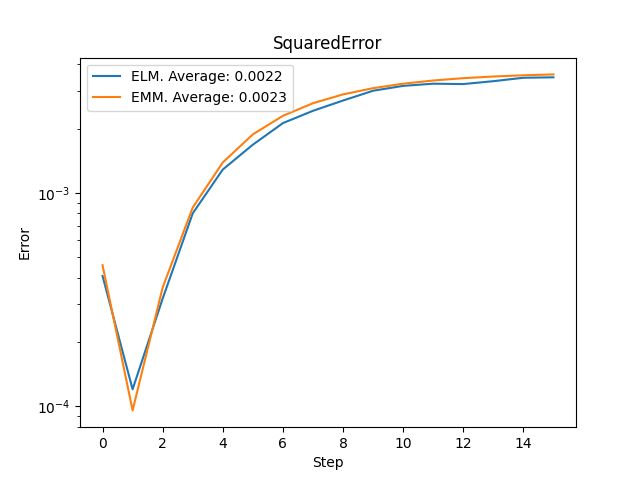 SquaredError
ELM. Average: 0.0022
EMM. Average: 0.0023
10⁻³
10⁻⁴
Error
0 2 4 6 8 10 12 14
Step